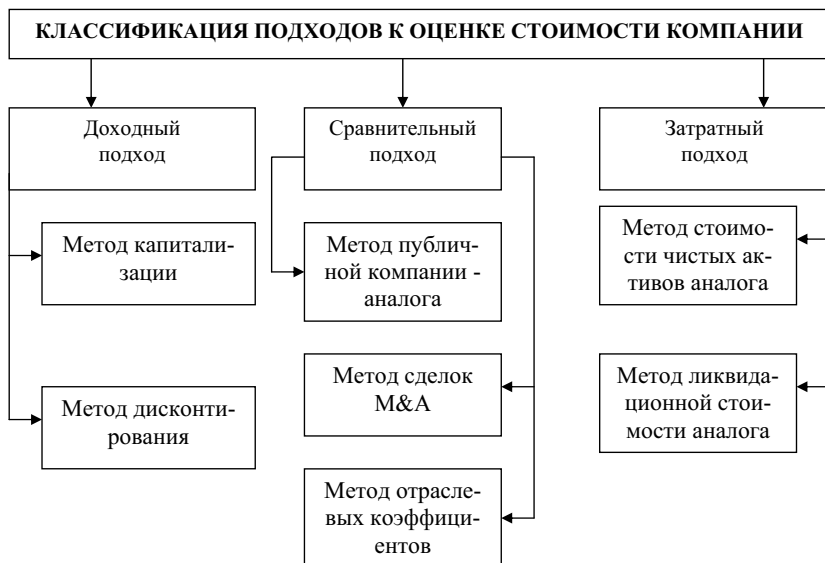 КЛАССИФИКАЦИЯ ПОДХОДОВ К ОЦЕНКЕ СТОИМОСТИ КОМПАНИИ
Доходный
подход
Метод капитали-
зации
Метод дисконти-
рования
Сравнительный
подход
Метод публич-
ной компании -
аналога
Метод сделок
M&A
Метод отрасле-
вых коэффици-
ентов
Затратный
подход
Метод стоимо-
сти чистых ак-
тивов аналога
Метод ликвида-
ционной стои-
мости аналога